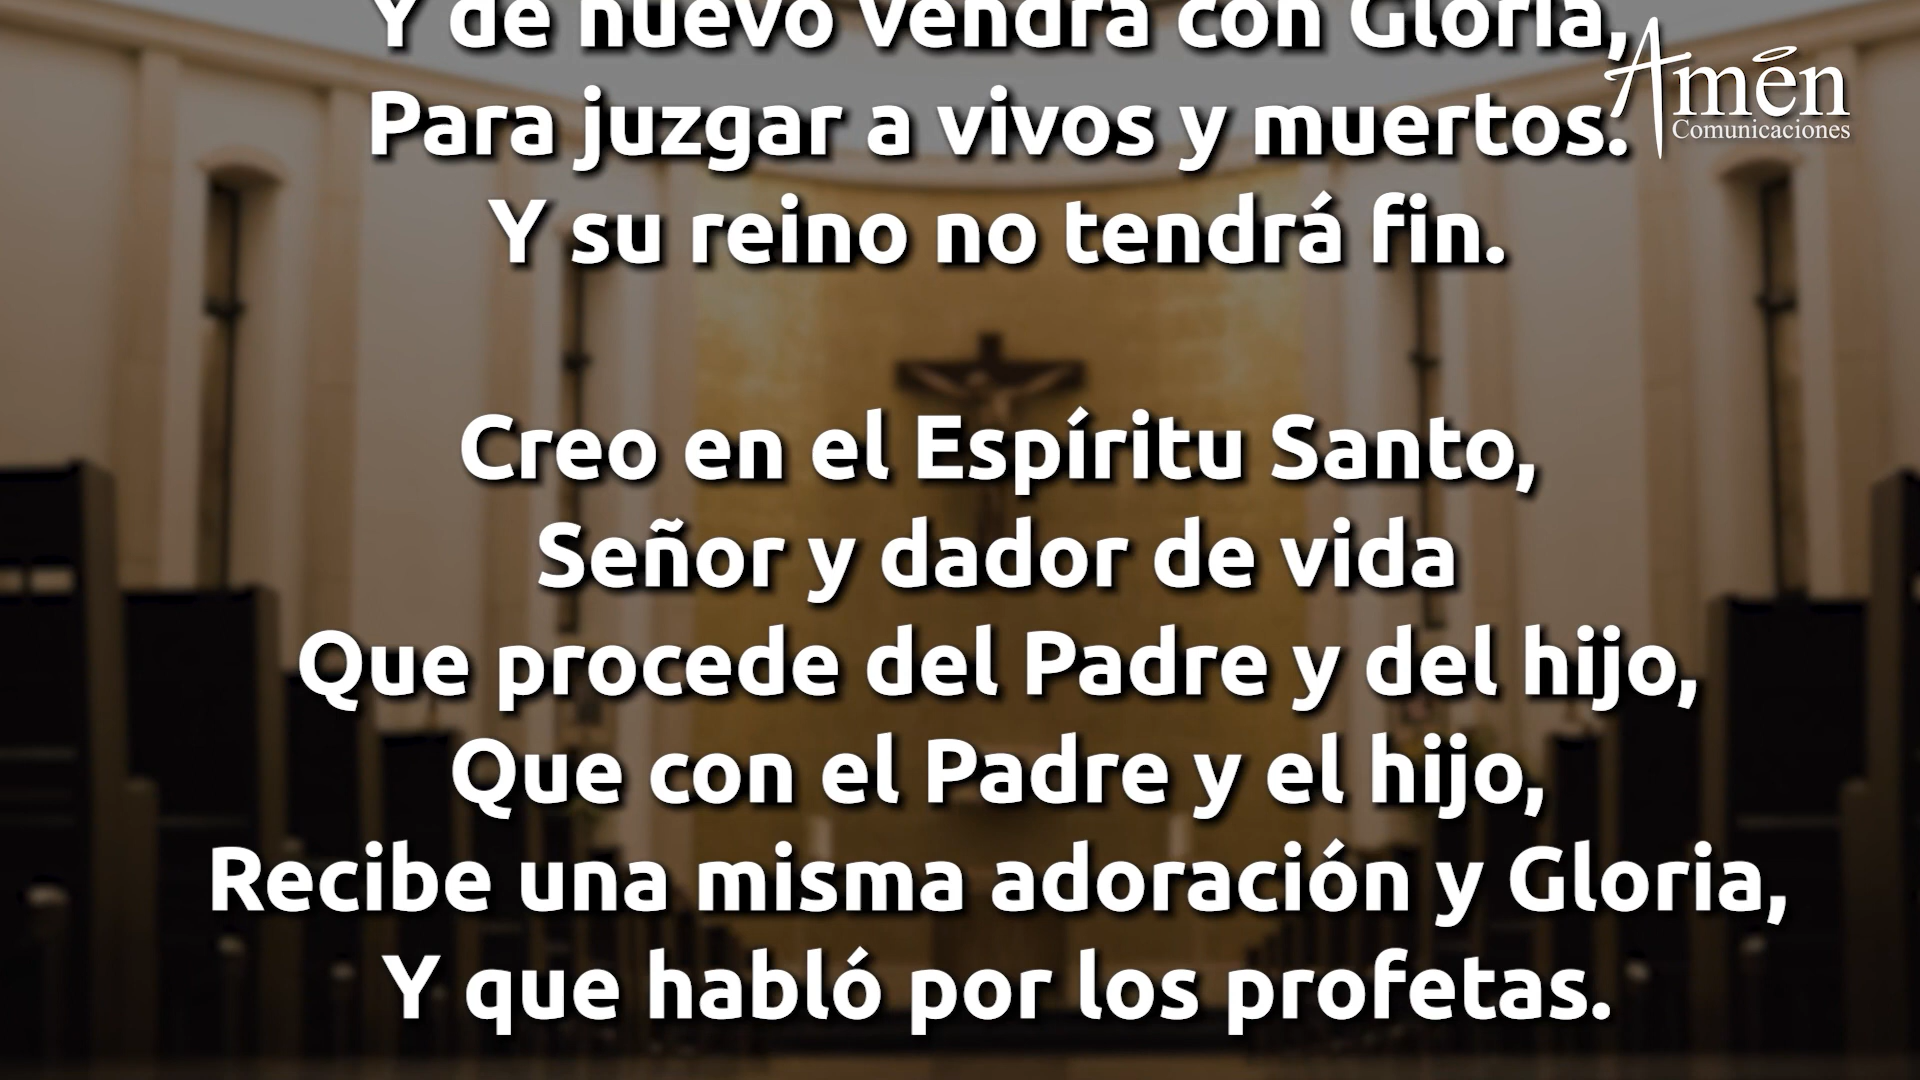 Y de nuevo vendrá con Gloria,
Para juzgar a vivos y muertos.
Y su reino no tendrá fin.
Creo en el Espíritu Santo,
Señor y dador de vida
Que procede del Padre y del hijo,
Que con el Padre y el hijo,
Recibe una misma adoración y Gloria,
Y que habló por los profetas.
Amén
Comunicaciones